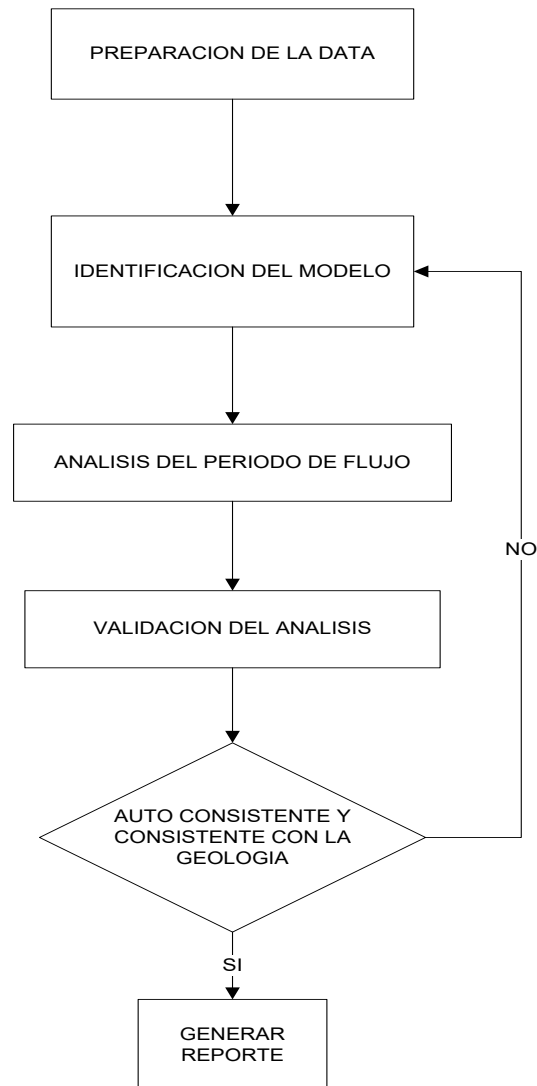 PREPARACION DE LA DATA
IDENTIFICACION DEL MODELO
ANALISIS DEL PERIODO DE FLUJO
NO
VALIDACION DEL ANALISIS
AUTO CONSISTENTE Y
CONSISTENTE CON LA
GEOLOGIA
SI
GENERAR
REPORTE